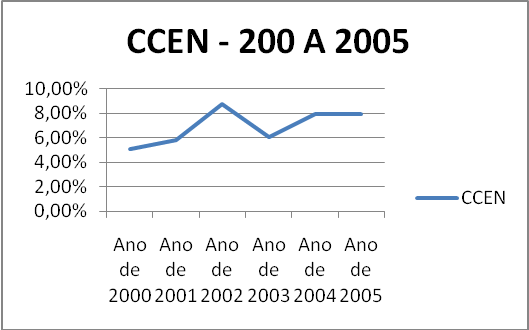 CCEN - 200 A 2005
10,00%
8,00%
6,00%
4,00%
2,00%
0,00%
CCEN
Ano Ano Ano Ano Ano Ano
de de de de de de
2000 2001 2002 2003 2004 2005